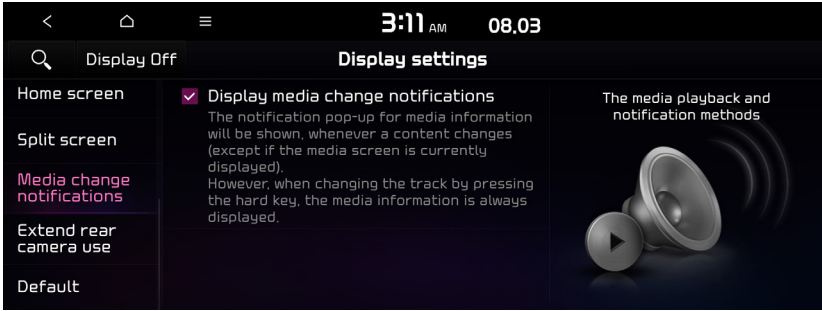 3:11 AM 08.03
Display Off
Display settings
Home screen
Split screen
Media change
notifications
Extend rear
camera use
Default
Display media change notifications
The notification pop-up for media information
will be shown, whenever a content changes
(except if the media screen is currently
displayed).
However, when changing the track by pressing
the hard key, the media information is always
displayed.
The media playback and
notification methods